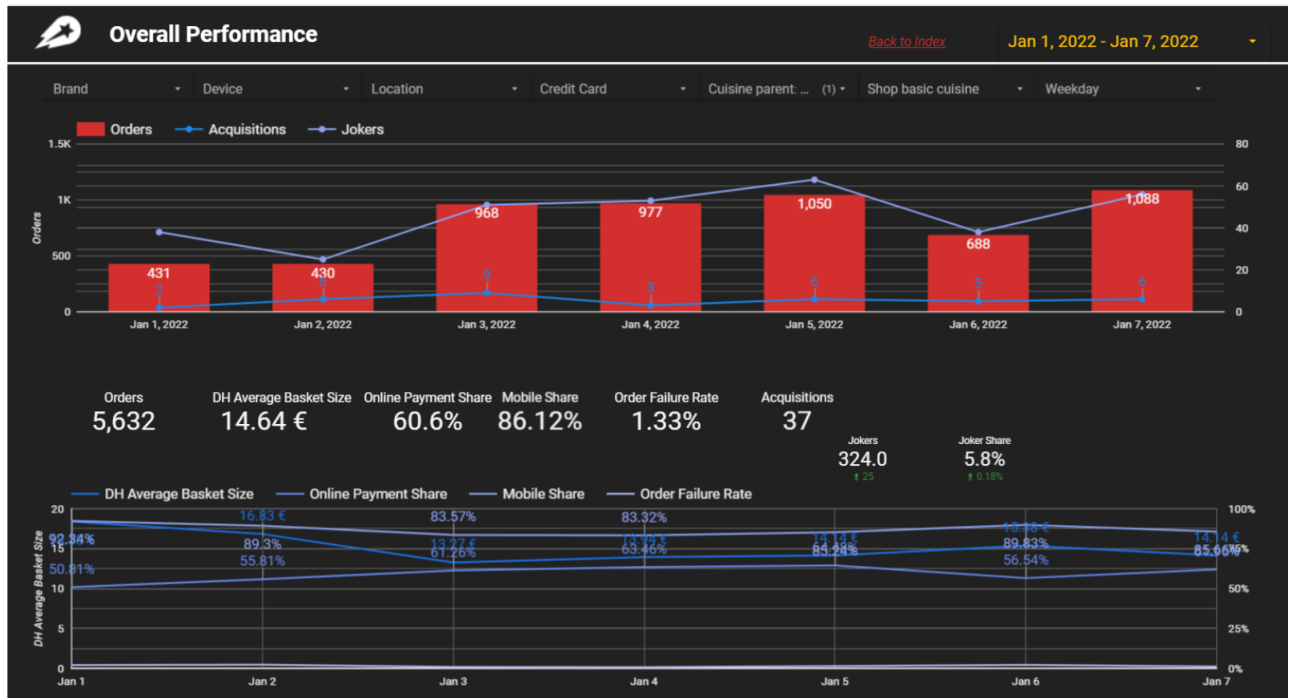 Overall Performance
Back to Index
Jan 1, 2022 - Jan 7, 2022
Brand Device Location Credit Card Cuisine parent: ... (1) Shop basic cuisine Weekday
Orders Acquisitions Jokers
1.5K 80
60
1K 968 977 1,050 1,088
Orders
40
688
500
431 430
20
2 6 9 3 6 5 6
0 0
Jan 1, 2022 Jan 2, 2022 Jan 3, 2022 Jan 4, 2022 Jan 5, 2022 Jan 6, 2022 Jan 7, 2022
Orders DH Average Basket Size Online Payment Share Mobile Share Order Failure Rate Acquisitions
5,632 14.64 € 60.6% 86.12% 1.33% 37
Jokers Joker Share
324.0 5.8%
25 0.18%
DH Average Basket Size Online Payment Share Mobile Share Order Failure Rate
20 100%
16.83 € 83.57% 83.32%
DH Average Basket Size
92.34% 89.3% 13.27 € 14.14 € 89.83% 14.14 €
15 61.26% 63.46% 85.24%
50.81% 55.81% 56.54%
10 50%
5 25%
0 0%
Jan 1 Jan 2 Jan 3 Jan 4 Jan 5 Jan 6 Jan 7